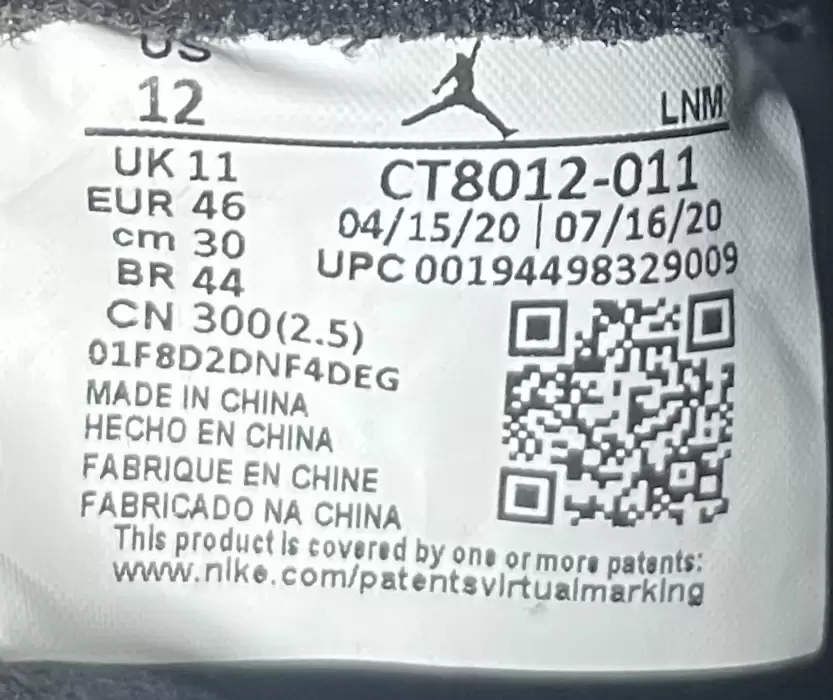 US
12
LNM
UK 11
EUR 46
cm 30
BR 44
CN 300(2.5)
01F8D2DNF4DEG
CT8012-011
04/15/20 | 07/16/20
UPC 00194498329009
MADE IN CHINA
HECHO EN CHINA
FABRIQUE EN CHINE
FABRICADO NA CHINA
This product is covered by one or more patents:
www.nike.com/patentsvirtualmarking